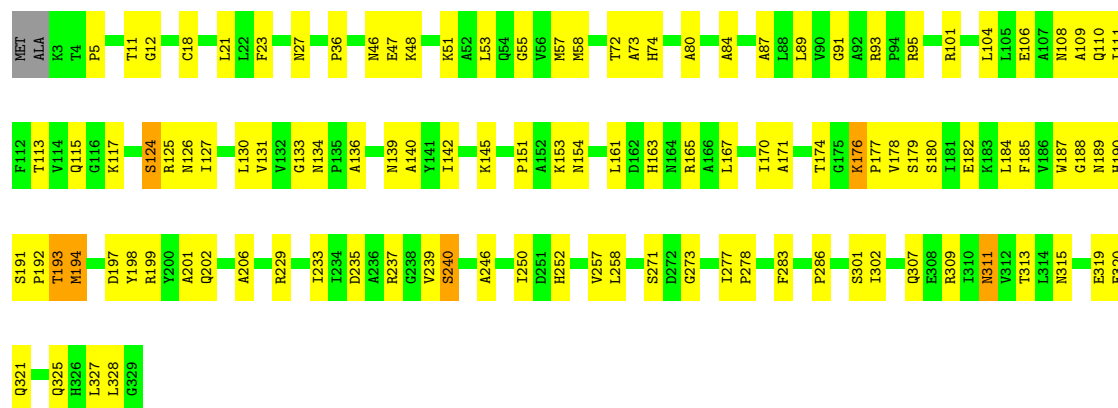 MET ALA K3 T4 P5 T11 G12 C18 L21 L22 F23 N27 P36 N46 E47 K48 K51 A52 L53 Q54 G55 V56 M57 M58 T72 A73 H74 A80 A84 A87 L88 L89 V90 G91 A92 R93 P94 R95 R101 L104 L105 E106 A107 N108 A109 Q110 I111
F112 T113 V114 Q115 G116 K117 S124 R125 N126 I127 L130 V131 V132 G133 N134 P135 A136 N139 A140 Y141 I142 K145 P151 A152 K153 N154 L161 D162 H163 N164 R165 A166 L167 I170 A171 T174 G175 K176 P177 V178 S179 S180 I181 E182 K183 L184 F185 V186 W187 G188 N189 H190
S191 P192 T193 M194 D197 Y198 R199 Y200 A201 Q202 A206 R229 I233 I234 D235 A236 R237 G238 V239 S240 A246 I250 D251 H252 V257 L258 S271 D272 G273 I277 P278 F283 P286 S301 I302 Q307 E308 R309 I310 N311 V312 T313 L314 N315 E319 E320
Q321 Q325 H326 L327 L328 G329